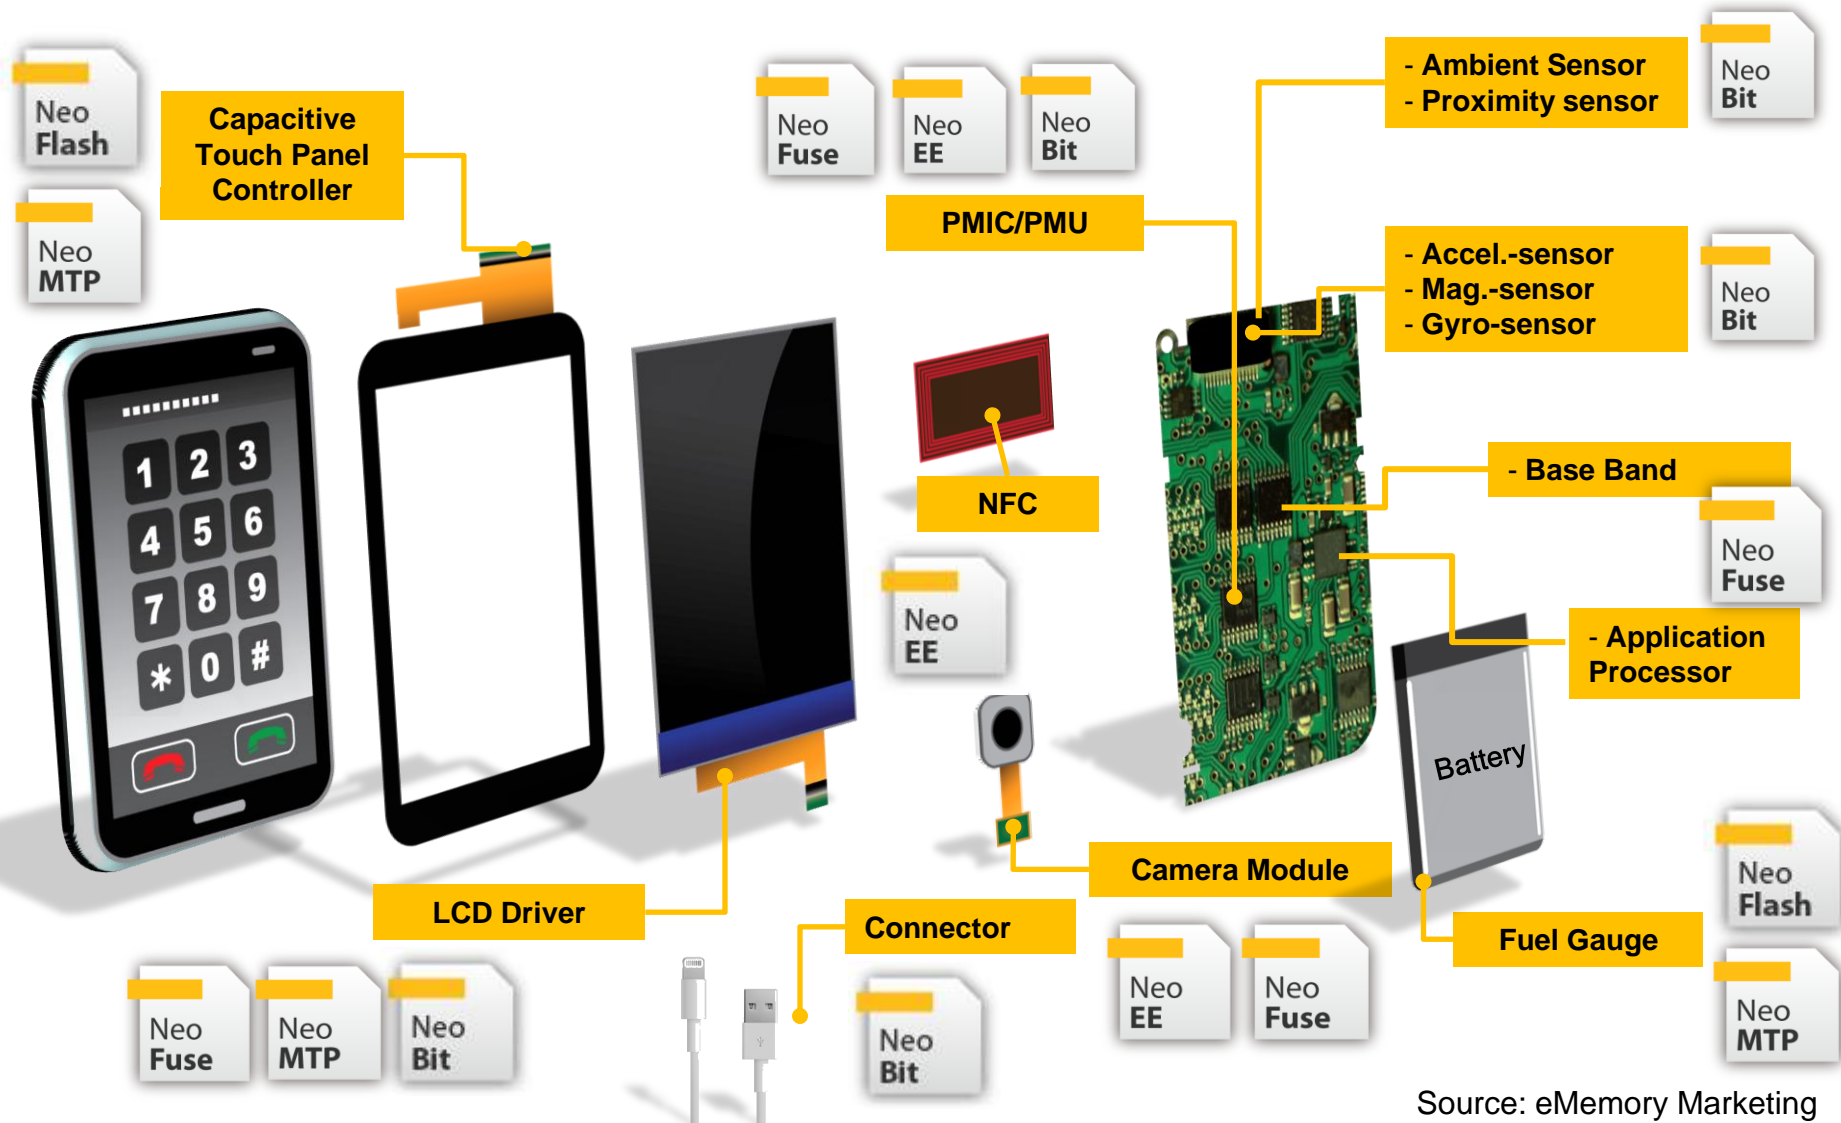 Neo
Flash
Neo
MTP
Capacitive
Touch Panel
Controller
Neo
Fuse
Neo
EE
Neo
Bit
PMIC/PMU
- Ambient Sensor
- Proximity sensor
Neo
Bit
- Accel.-sensor
- Mag.-sensor
- Gyro-sensor
Neo
Bit
1 2 3
4 5 6
7 8 9
* 0 #
NFC
Neo
EE
- Base Band
Neo
Fuse
- Application
Processor
Battery
Camera Module
Neo
EE
Neo
Fuse
LCD Driver
Neo
Fuse
Neo
MTP
Neo
Bit
Connector
Neo
Bit
Fuel Gauge
Neo
Flash
Neo
MTP
Source: eMemory Marketing